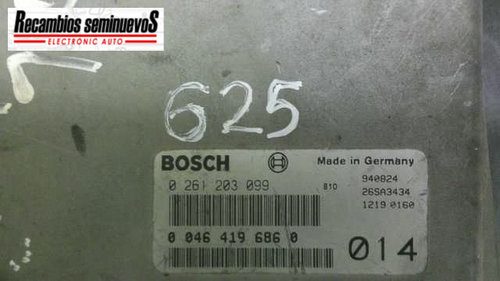 Recambios seminuevoS
ELECTRONIC AUTO
625
BOSCH
Made in Germany
0 261 203 099
810
940824
26SA3434
1219 0160
0 046 419 686 0
014